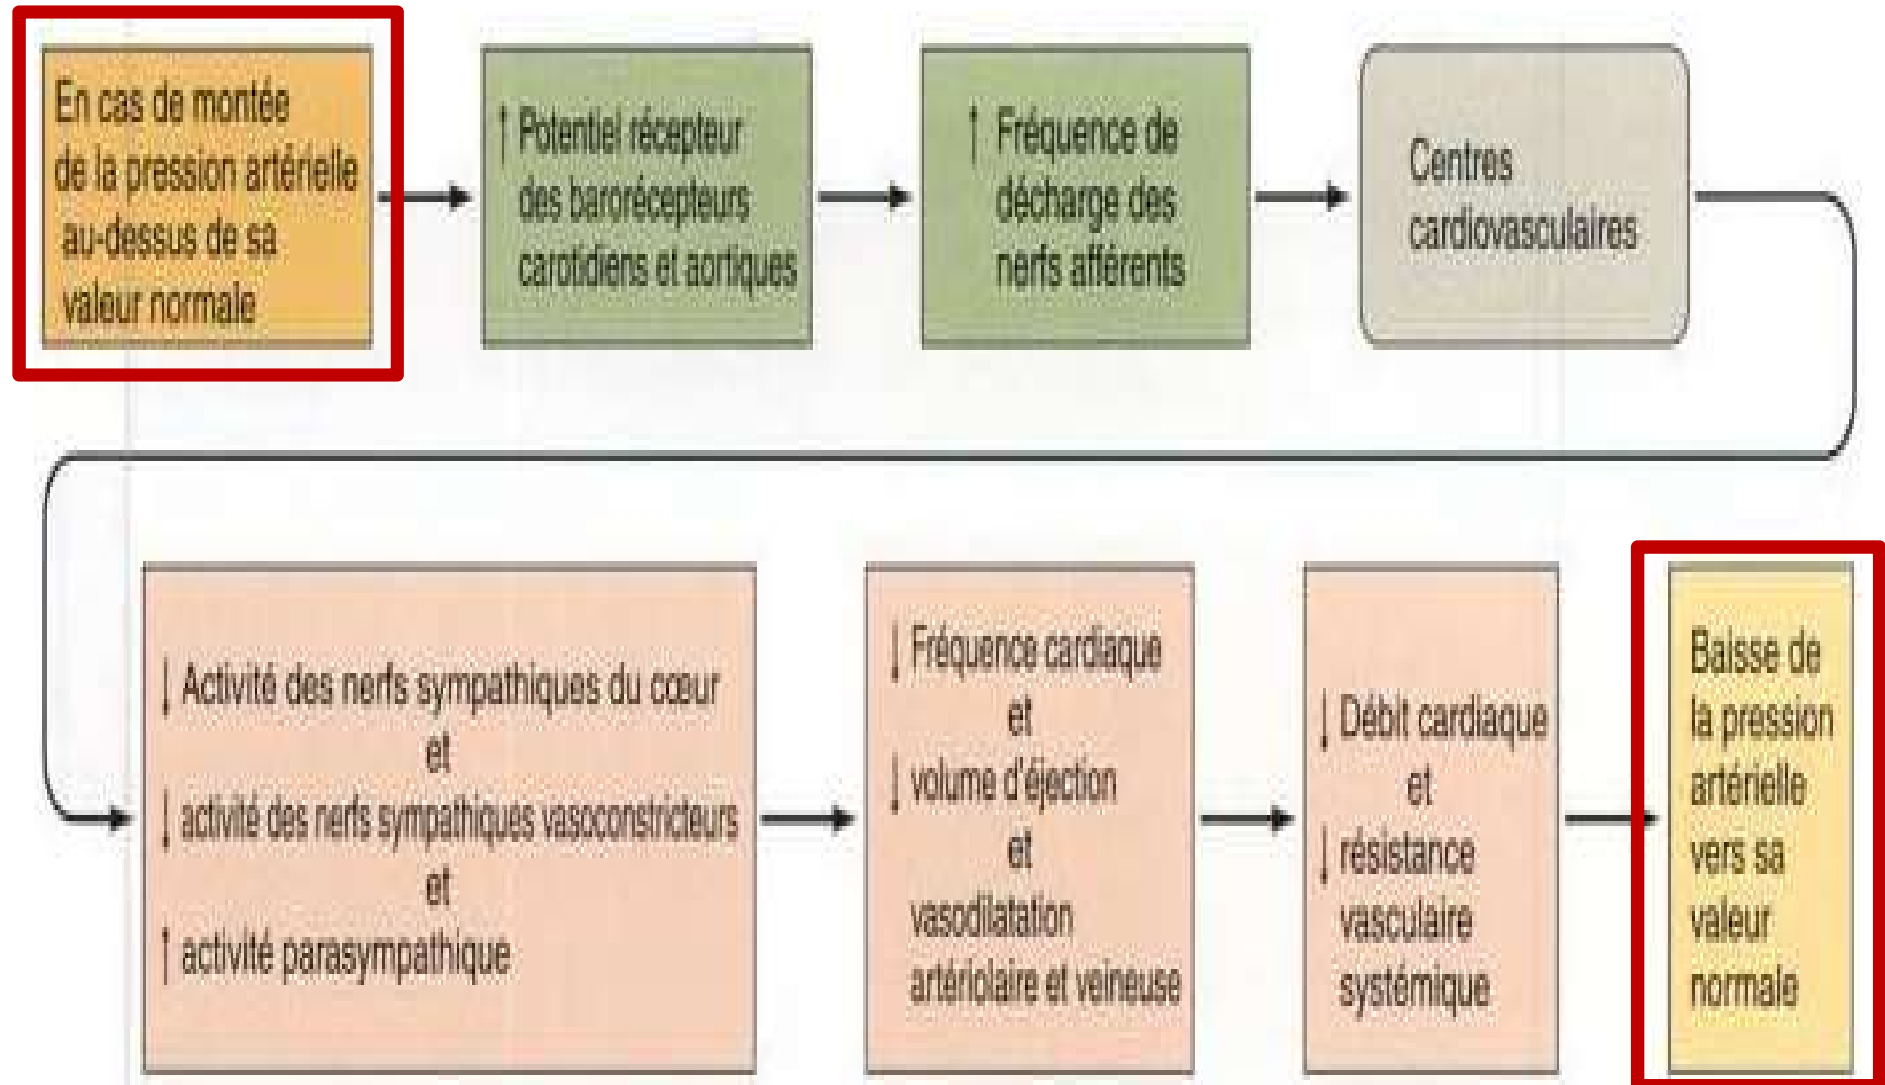 En cas de montée
de la pression artérielle
au-dessus de sa
valeur normale
↑ Potentiel récepteur
des barorécepteurs
carotidiens et aortiques
↑ Fréquence de
décharge des
nerfs afférents
Centres
cardiovasculaires
↓ Activité des nerfs sympathiques du cœur
et
↓ activité des nerfs sympathiques vasoconstricteurs
et
↑ activité parasympathique
↓ Fréquence cardiaque
et
↓ volume d'éjection
et
vasodilatation
artériolaire et veineuse
↓ Débit cardiaque
et
↓ résistance
vasculaire
systémique
Baisse de
la pression
artérielle
vers sa
valeur
normale